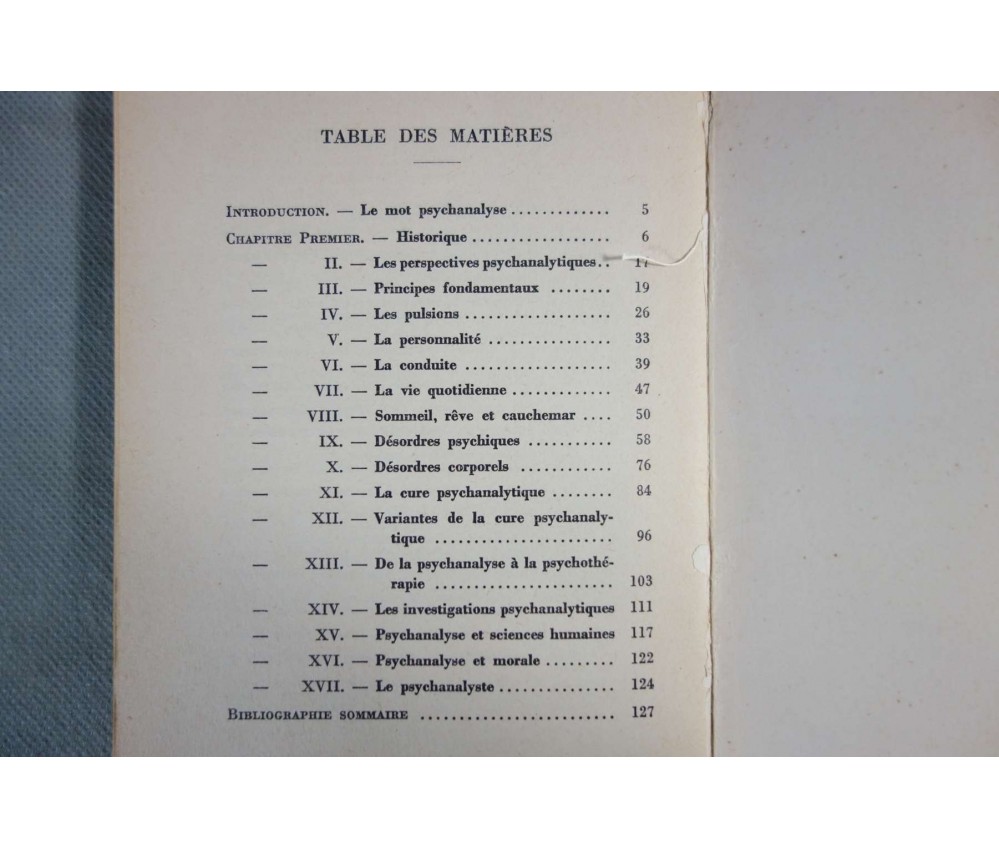 TABLE DES MATIÈRES
INTRODUCTION. — Le mot psychanalyse ............. 5
CHAPITRE PREMIER. — Historique .................. 6
— II. — Les perspectives psychanalytiques.. 17
— III. — Principes fondamentaux ........ 19
— IV. — Les pulsions ................... 26
— V. — La personnalité ................ 33
— VI. — La conduite ................... 39
— VII. — La vie quotidienne ............. 47
— VIII. — Sommeil, rêve et cauchemar .... 50
— IX. — Désordres psychiques ........... 58
— X. — Désordres corporels ............ 76
— XI. — La cure psychanalytique ........ 84
— XII. — Variantes de la cure psychanaly-
tique ....................... 96
— XIII. — De la psychanalyse à la psychothé-
rapie ....................... 103
— XIV. — Les investigations psychanalytiques 111
— XV. — Psychanalyse et sciences humaines 117
— XVI. — Psychanalyse et morale ......... 122
— XVII. — Le psychanalyste ............... 124
BIBLIOGRAPHIE SOMMAIRE ......................... 127